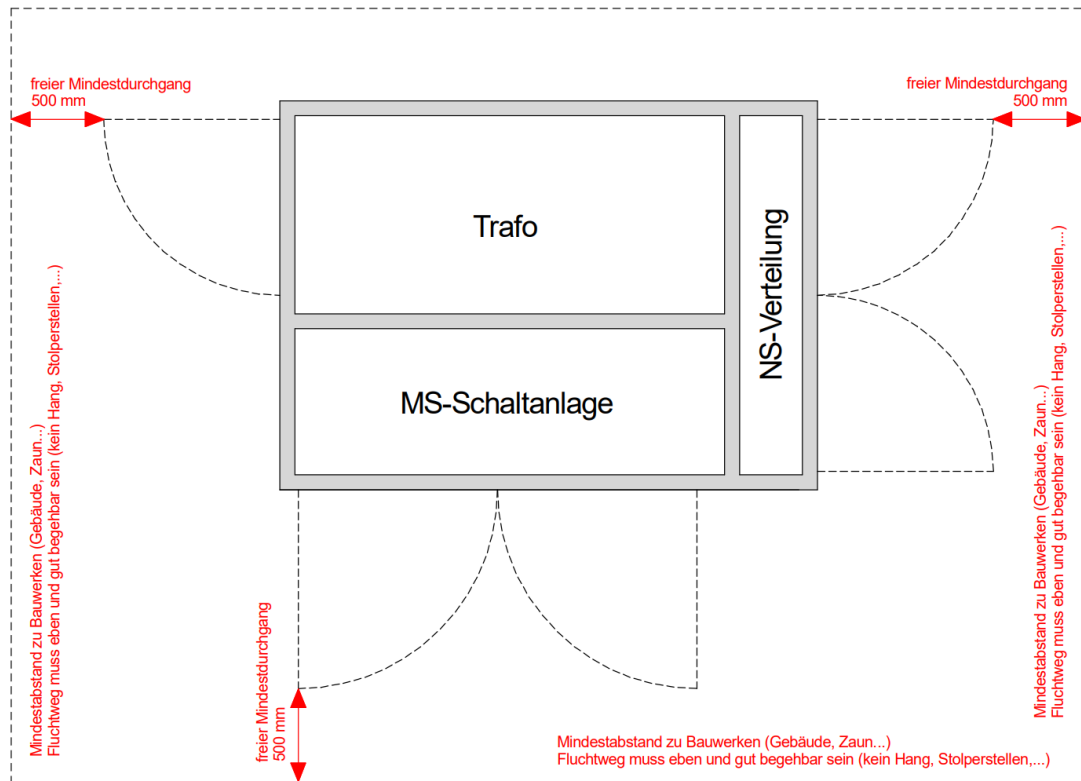 freier Mindestdurchgang
500 mm
freier Mindestdurchgang
500 mm
Trafo
NS-Verteilung
MS-Schaltanlage
Mindestabstand zu Bauwerken (Gebäude, Zaun...)
Fluchtweg muss eben und gut begehbar sein (kein Hang, Stolperstellen,...)
Mindestabstand zu Bauwerken (Gebäude, Zaun...)
Fluchtweg muss eben und gut begehbar sein (kein Hang, Stolperstellen,...)
freier Mindestdurchgang
500 mm
Mindestabstand zu Bauwerken (Gebäude, Zaun...)
Fluchtweg muss eben und gut begehbar sein (kein Hang, Stolperstellen,...)